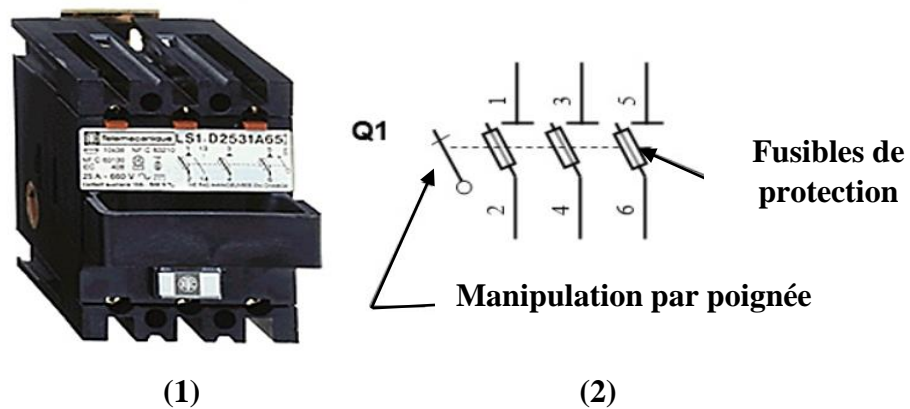 Telemecanique LS1-D2531A65
25 A - 660 V
Q1
1 3 5
2 4 6
Fusibles de
protection
Manipulation par poignée
(1)
(2)